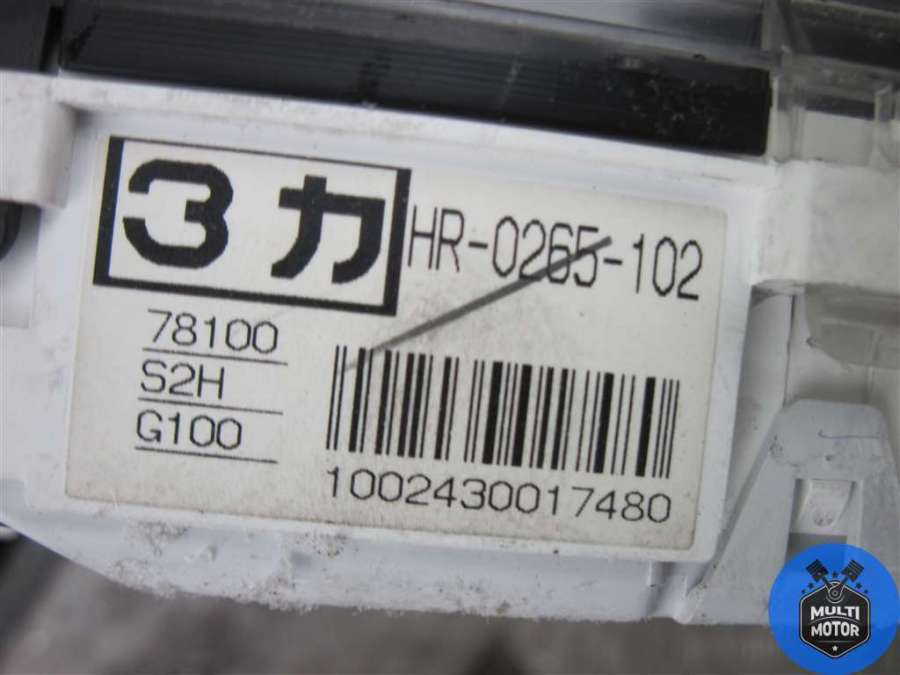 3カ HR-0265-102
78100
S2H
G100
1002430017480
MULTI
MOTOR